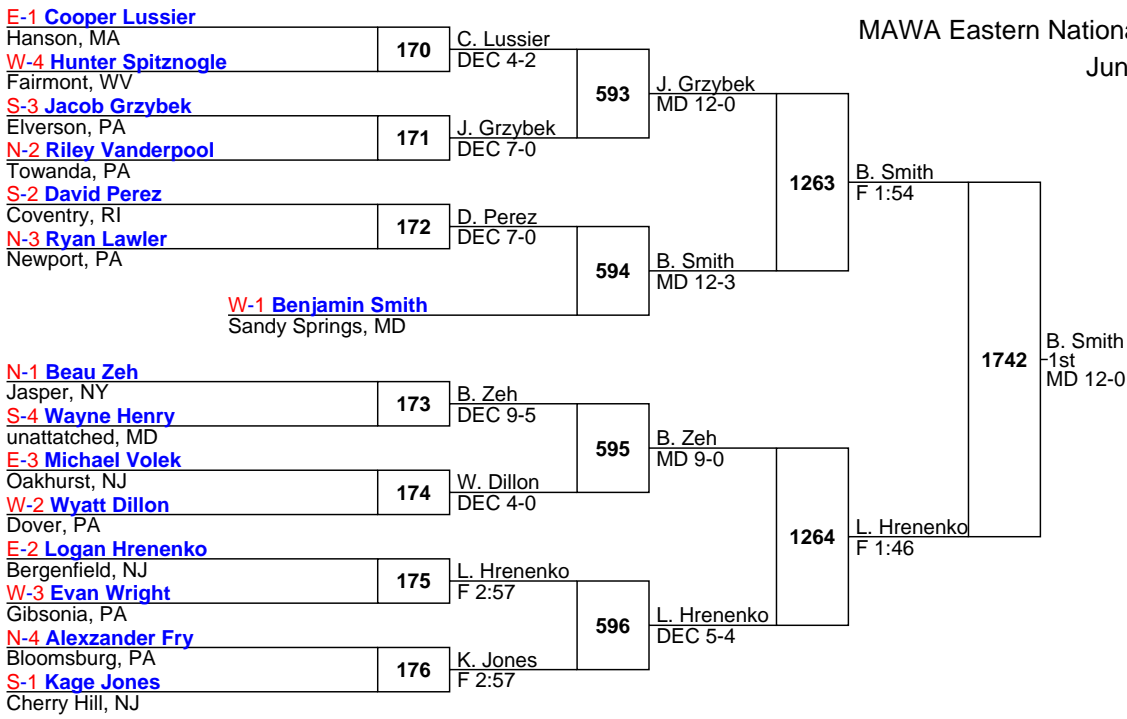 MAWA Eastern Nationa
Jun
E-1 Cooper Lussier
Hanson, MA
W-4 Hunter Spitznogle
Fairmont, WV
S-3 Jacob Grzybek
Elverson, PA
N-2 Riley Vanderpool
Towanda, PA
S-2 David Perez
Coventry, RI
N-3 Ryan Lawler
Newport, PA
W-1 Benjamin Smith
Sandy Springs, MD
N-1 Beau Zeh
Jasper, NY
S-4 Wayne Henry
unattatched, MD
E-3 Michael Volek
Oakhurst, NJ
W-2 Wyatt Dillon
Dover, PA
E-2 Logan Hrenenko
Bergenfield, NJ
W-3 Evan Wright
Gibsonia, PA
N-4 Alexzander Fry
Bloomsburg, PA
S-1 Kage Jones
Cherry Hill, NJ
170
171
172
173
174
175
176
C. Lussier
DEC 4-2
J. Grzybek
DEC 7-0
D. Perez
DEC 7-0
B. Zeh
DEC 9-5
W. Dillon
DEC 4-0
L. Hrenenko
F 2:57
K. Jones
F 2:57
593
594
595
596
J. Grzybek
MD 12-0
B. Smith
MD 12-3
B. Zeh
MD 9-0
L. Hrenenko
DEC 5-4
1263
1264
B. Smith
F 1:54
L. Hrenenko
F 1:46
1742
B. Smith
1st
MD 12-0